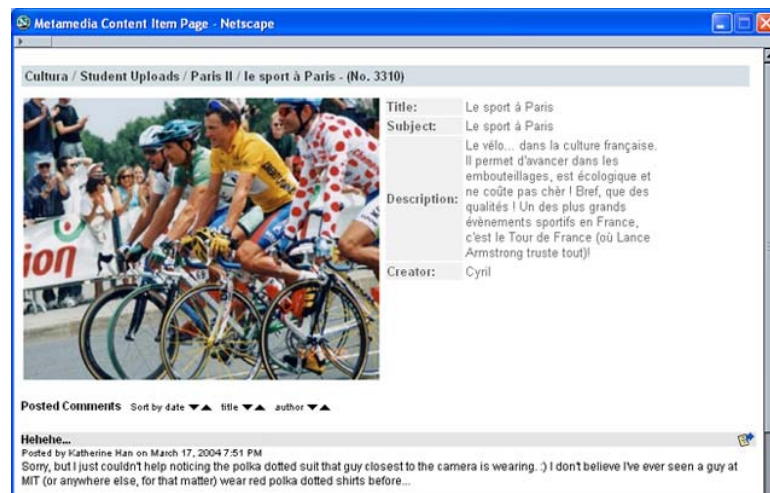 Metamedia Content Item Page - Netscape
Cultura / Student Uploads / Paris II / le sport à Paris - (No. 3310)
Title: Le sport à Paris
Subject: Le sport à Paris
Description: Le vélo... dans la culture française.
Il permet d'avancer dans les
embouteillages, est écologique et
ne coûte pas chèr ! Bref, que des
qualités ! Un des plus grands
évènements sportifs en France,
c'est le Tour de France (où Lance
Armstrong truste tout)!
Creator: Cyril
ion
Posted Comments Sort by date title author
Hehehe...
Posted by Katherine Han on March 17, 2004 7:51 PM
Sorry, but I just couldn't help noticing the polka dotted suit that guy closest to the camera is wearing. :) I don't believe I've ever seen a guy at
MIT (or anywhere else, for that matter) wear red polka dotted shirts before...